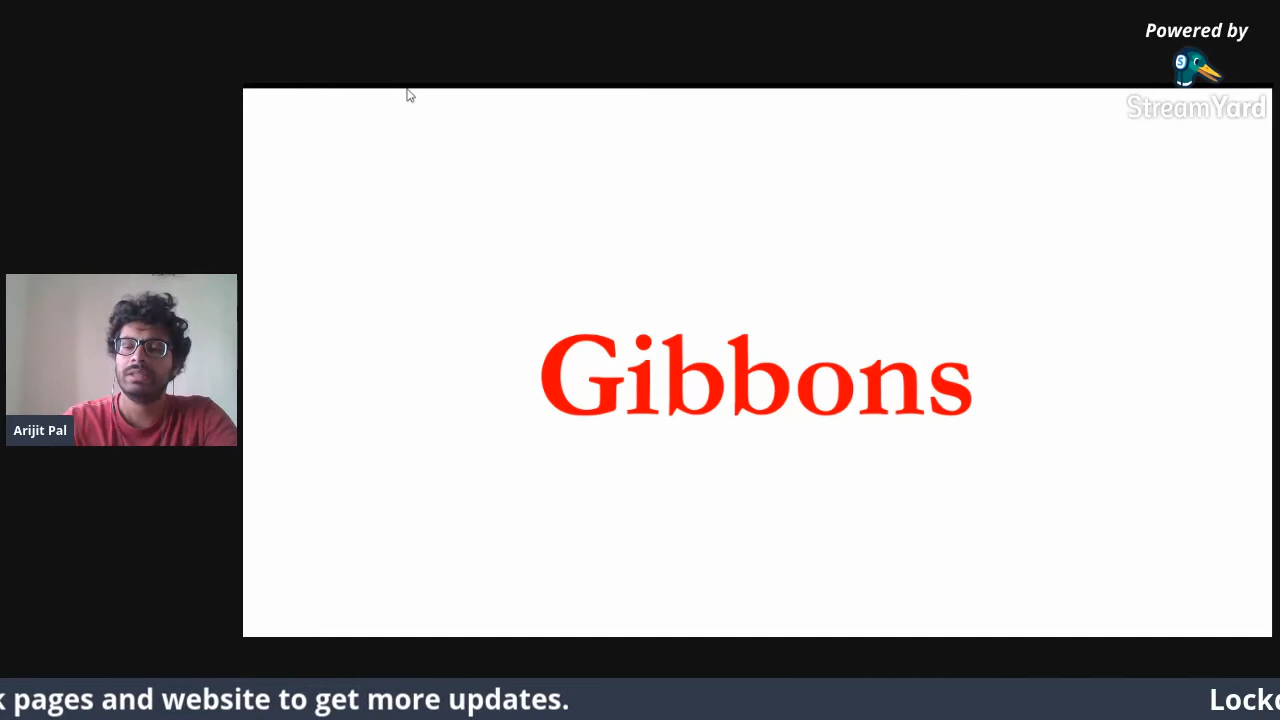 Powered by
StreamYard
Gibbons
Arijit Pal
pages and website to get more updates.